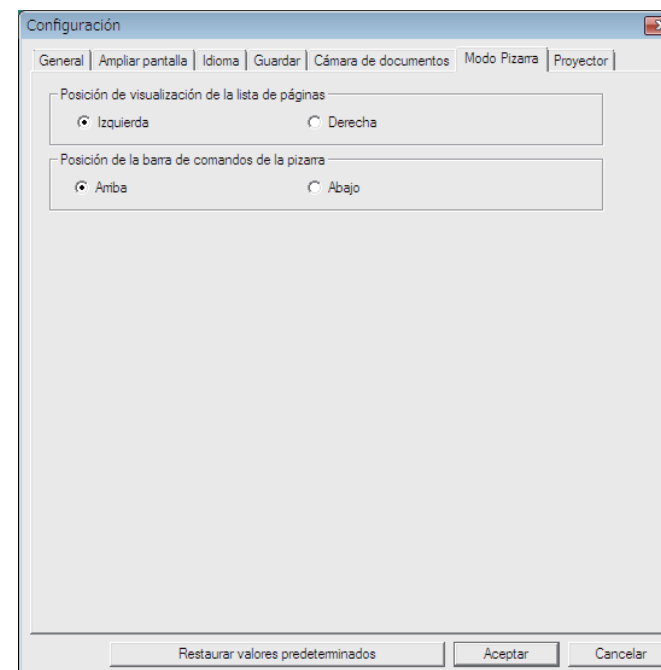 Configuración
General Ampliar pantalla Idioma Guardar Cámara de documentos Modo Pizarra Proyector
Posición de visualización de la lista de páginas
Izquierda Derecha
Posición de la barra de comandos de la pizarra
Arriba Abajo
Restaurar valores predeterminados Aceptar Cancelar